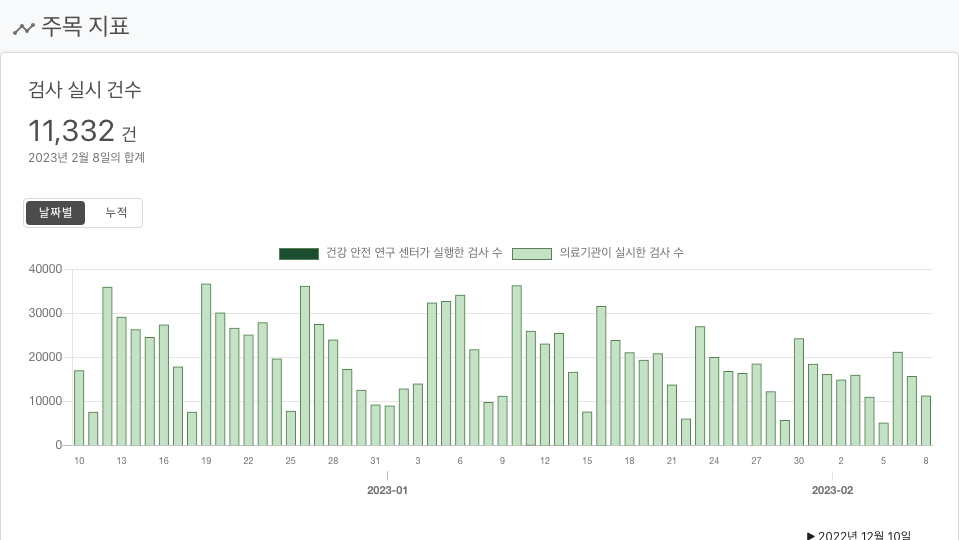 주목 지표
검사 실시 건수
11,332 건
2023년 2월 8일의 합계
날짜별 누적
건강 안전 연구 센터가 실행한 검사 수 의료기관이 실시한 검사 수
40000
30000
20000
10000
0
10 13 16 19 22 25 28 31 3 6 9 12 15 18 21 24 27 30 2 5 8
2023-01 2023-02
▶ 2022년 12월 10일